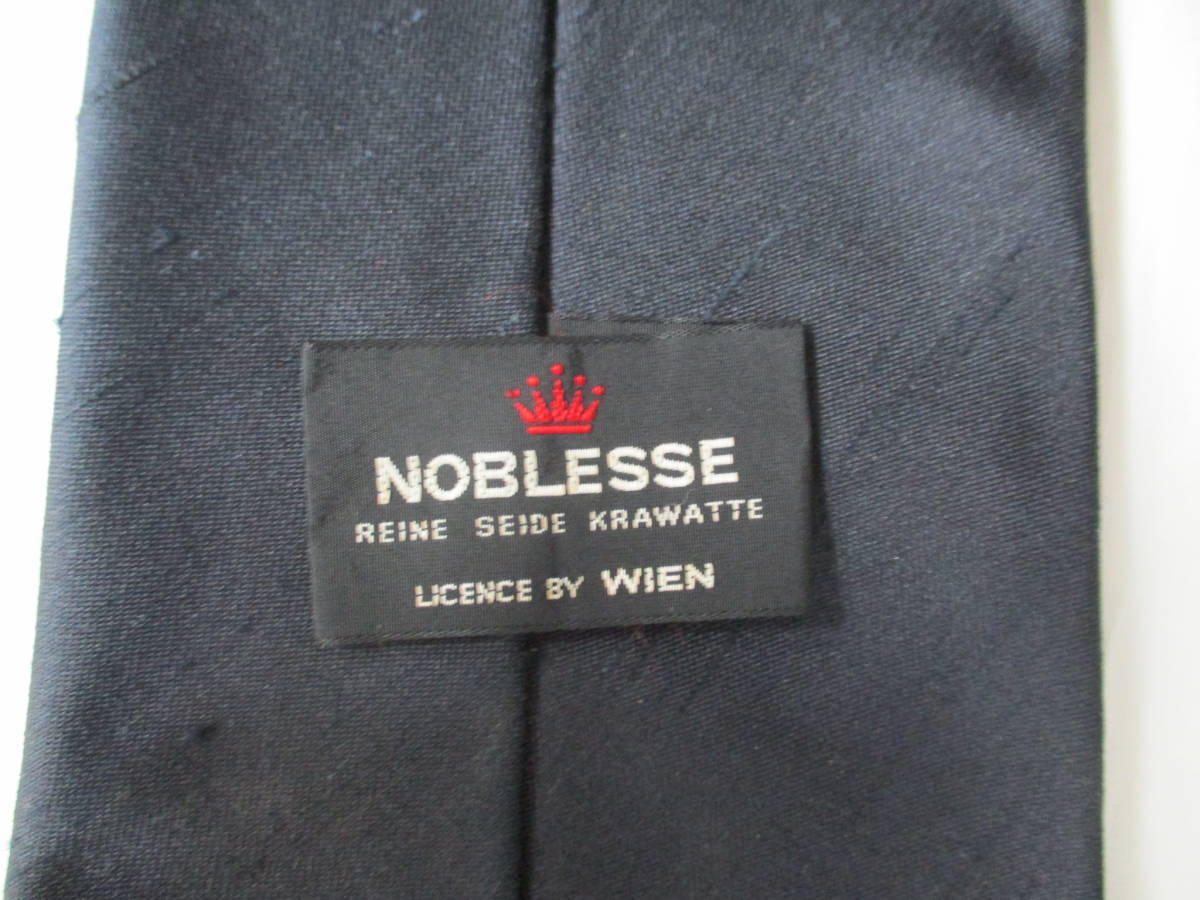 NOBLESSE
REINE SEIDE KRAWATTE
LICENCE BY WIEN